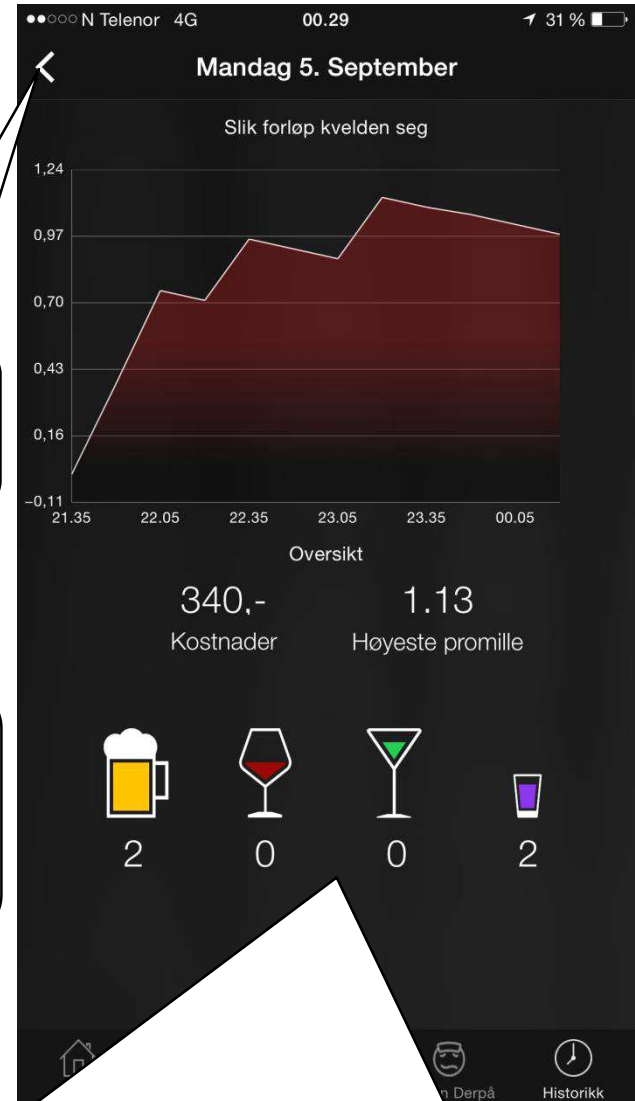 N Telenor 4G 00.29 31 %
Mandag 5. September
Slik forløp kvelden seg
1,24
0,97
0,70
0,43
0,16
−0,11
21.35 22.05 22.35 23.05 23.35 00.05
Oversikt
340,- 1.13
Kostnader Høyeste promille
2 0 0 2
Derpå Historikk